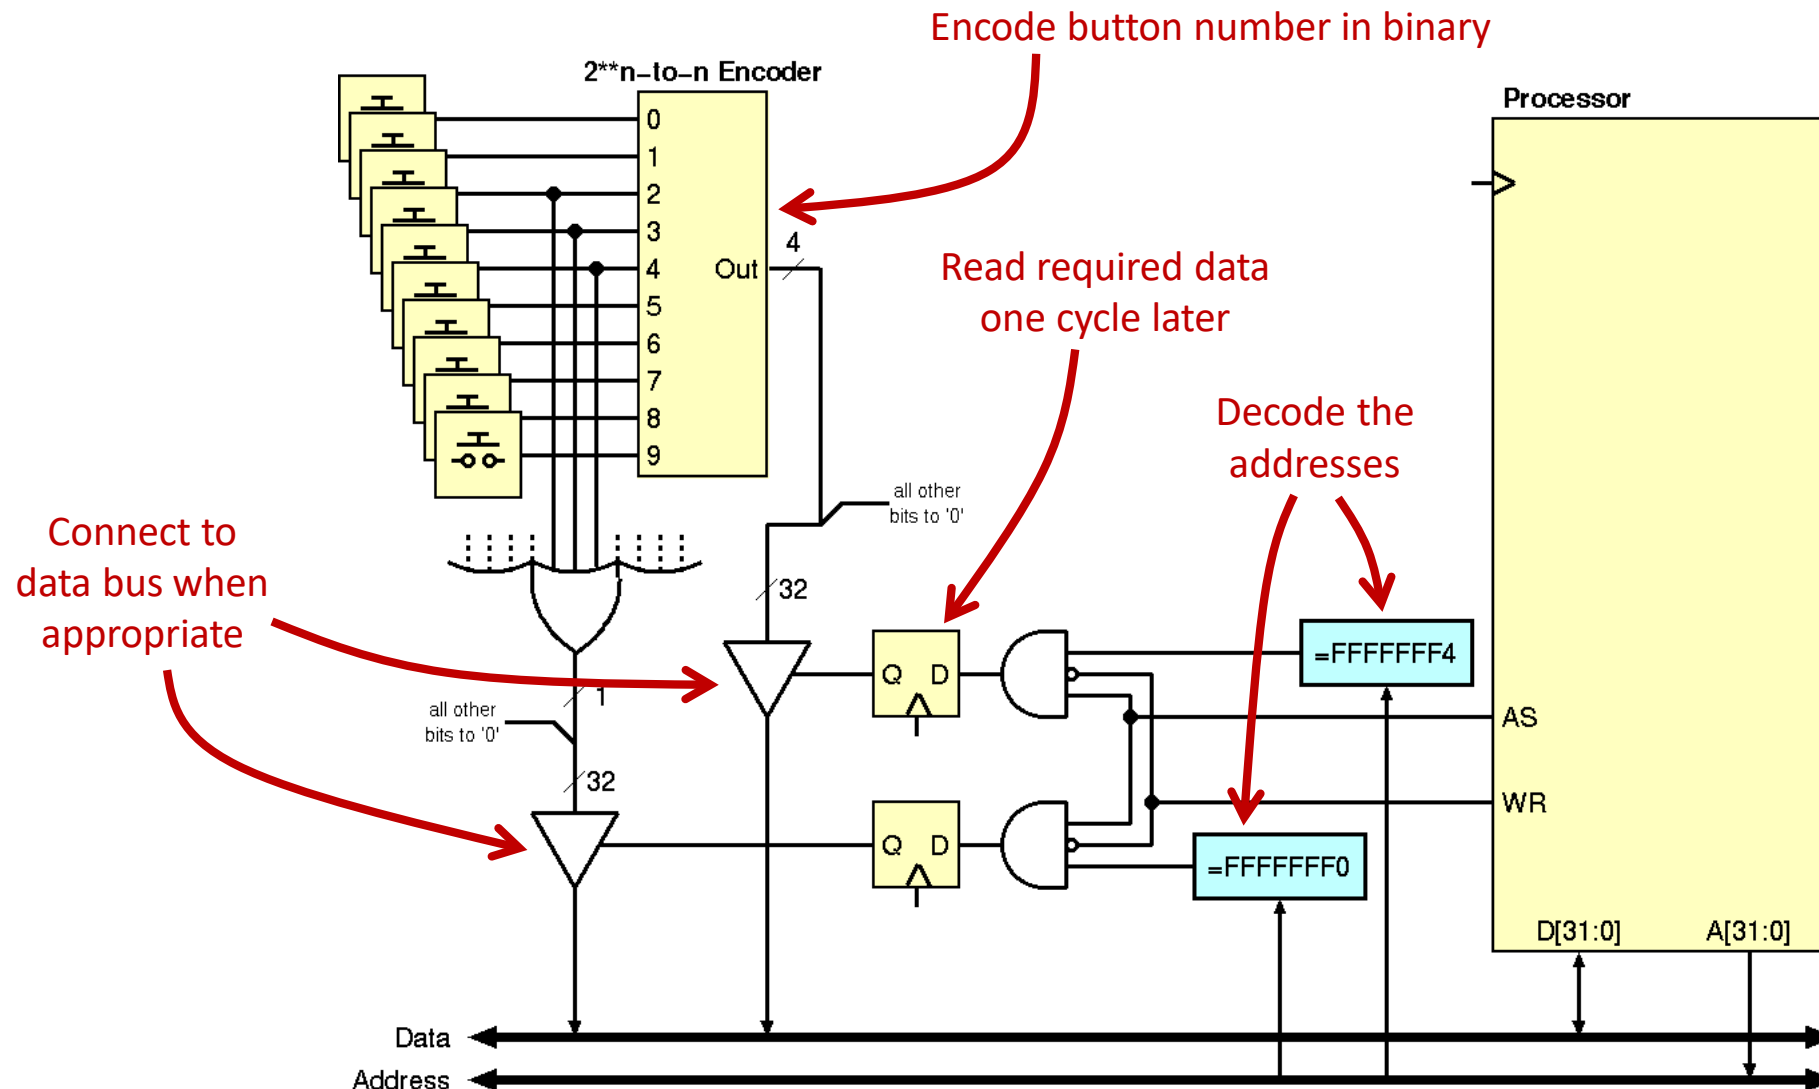 Encode button number in binary
2**n-to-n Encoder
Processor
0
1
2
3
4
5
6
7
8
9
Out
4
Read required data
one cycle later
Decode the
addresses
all other
bits to '0'
Connect to
data bus when
appropriate
32
1
all other
bits to '0'
32
Q D
=FFFFFFF4
AS
WR
Q D
=FFFFFFF0
D[31:0]
A[31:0]
Data
Address